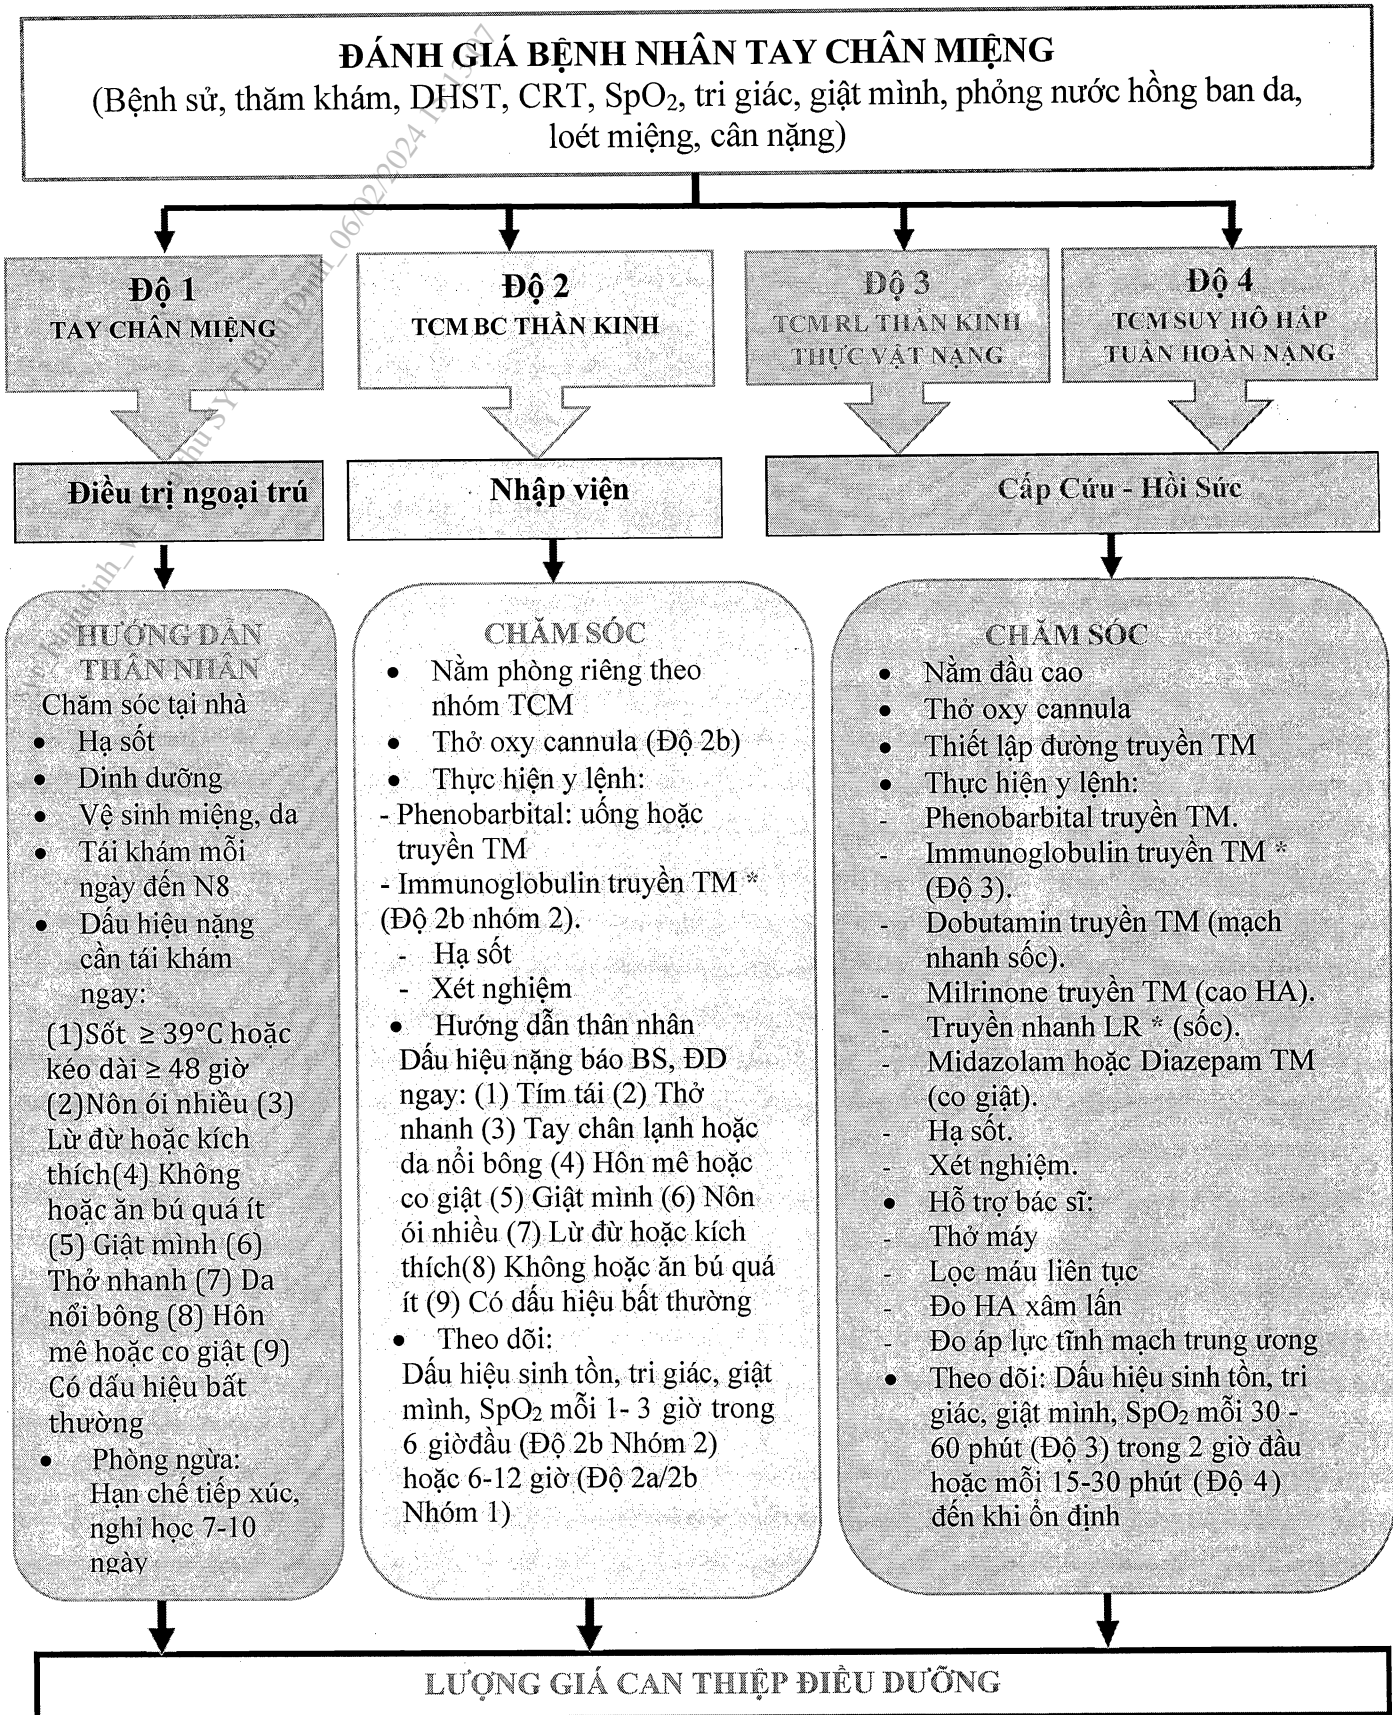 ĐÁNH GIÁ BỆNH NHÂN TAY CHÂN MIỆNG
(Bệnh sử, thăm khám, DHST, CRT, SpO₂, tri giác, giật mình, phỏng nước hồng ban da,
loét miệng, cân nặng)
Độ 1
TAY CHÂN MIỆNG
Độ 2
TCM BC THẦN KINH
Độ 3
TCM RL THẦN KINH
THỰC VẬT NẶNG
Độ 4
TCM SUY HÔ HẤP
TUẦN HOÀN NẶNG
Điều trị ngoại trú
Nhập viện
Cấp Cứu - Hồi Sức
HƯỚNG DẪN
THÂN NHÂN
Chăm sóc tại nhà
• Hạ sốt
• Dinh dưỡng
• Vệ sinh miệng, da
• Tái khám mỗi
ngày đến N8
• Dấu hiệu nặng
cần tái khám
ngay:
(1)Sốt ≥ 39°C hoặc
kéo dài ≥ 48 giờ
(2)Nôn ói nhiều (3)
Lừ đừ hoặc kích
thích(4) Không
hoặc ăn bú quá ít
(5) Giật mình (6)
Thở nhanh (7) Da
nổi bông (8) Hôn
mê hoặc co giật (9)
Có dấu hiệu bất
thường
• Phòng ngừa:
Hạn chế tiếp xúc,
nghỉ học 7-10
ngày
CHĂM SÓC
• Nằm phòng riêng theo
nhóm TCM
• Thở oxy cannula (Độ 2b)
• Thực hiện y lệnh:
- Phenobarbital: uống hoặc
truyền TM
- Immunoglobulin truyền TM *
(Độ 2b nhóm 2).
- Hạ sốt
- Xét nghiệm
• Hướng dẫn thân nhân
Dấu hiệu nặng báo BS, ĐD
ngay: (1) Tím tái (2) Thở
nhanh (3) Tay chân lạnh hoặc
da nổi bông (4) Hôn mê hoặc
co giật (5) Giật mình (6) Nôn
ói nhiều (7) Lừ đừ hoặc kích
thích(8) Không hoặc ăn bú quá
ít (9) Có dấu hiệu bất thường
• Theo dõi:
Dấu hiệu sinh tồn, tri giác, giật
mình, SpO₂ mỗi 1- 3 giờ trong
6 giờđầu (Độ 2b Nhóm 2)
hoặc 6-12 giờ (Độ 2a/2b
Nhóm 1)
CHĂM SÓC
• Nằm đầu cao
• Thở oxy cannula
• Thiết lập đường truyền TM
• Thực hiện y lệnh:
- Phenobarbital truyền TM.
- Immunoglobulin truyền TM *
(Độ 3).
- Dobutamin truyền TM (mạch
nhanh sốc).
- Milrinone truyền TM (cao HA).
- Truyền nhanh LR * (sốc).
- Midazolam hoặc Diazepam TM
(co giật).
- Hạ sốt.
- Xét nghiệm.
• Hỗ trợ bác sĩ:
- Thở máy
- Lọc máu liên tục
- Đo HA xâm lấn
- Đo áp lực tĩnh mạch trung ương
• Theo dõi: Dấu hiệu sinh tồn, tri
giác, giật mình, SpO₂ mỗi 30 -
60 phút (Độ 3) trong 2 giờ đầu
hoặc mỗi 15-30 phút (Độ 4)
đến khi ổn định
LƯỢNG GIÁ CAN THIỆP ĐIỀU DƯỠNG